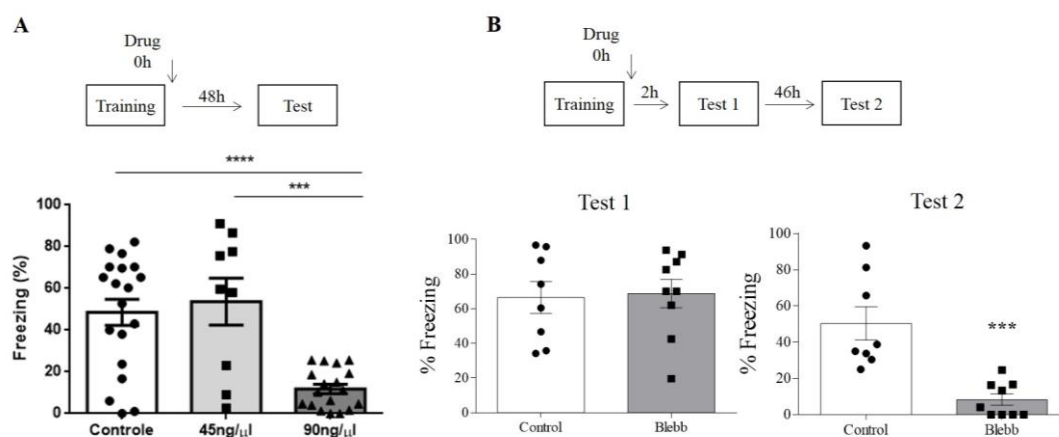 A
Drug
0h
Training
48h
Test
****
***
Freezing (%)
100
80
60
40
20
0
Controle
45ng/µl
90ng/µl
B
Drug
0h
Training
2h
Test 1
46h
Test 2
Test 1
% Freezing
100
80
60
40
20
0
Control
Blebb
Test 2
% Freezing
100
80
60
40
20
0
***
Control
Blebb